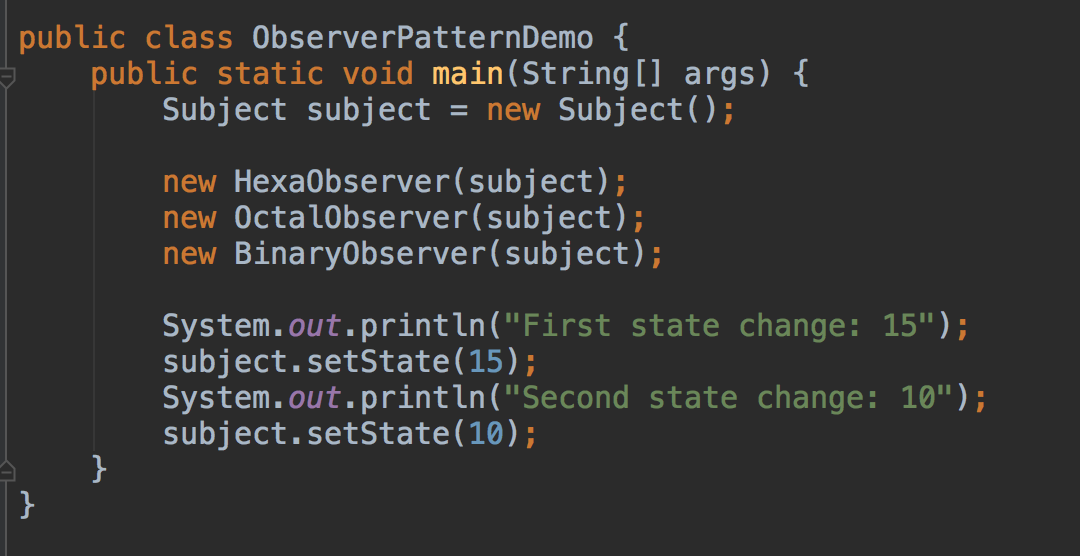 public class ObserverPatternDemo {
    public static void main(String[] args) {
        Subject subject = new Subject();

        new HexaObserver(subject);
        new OctalObserver(subject);
        new BinaryObserver(subject);

        System.out.println("First state change: 15");
        subject.setState(15);
        System.out.println("Second state change: 10");
        subject.setState(10);
    }
}